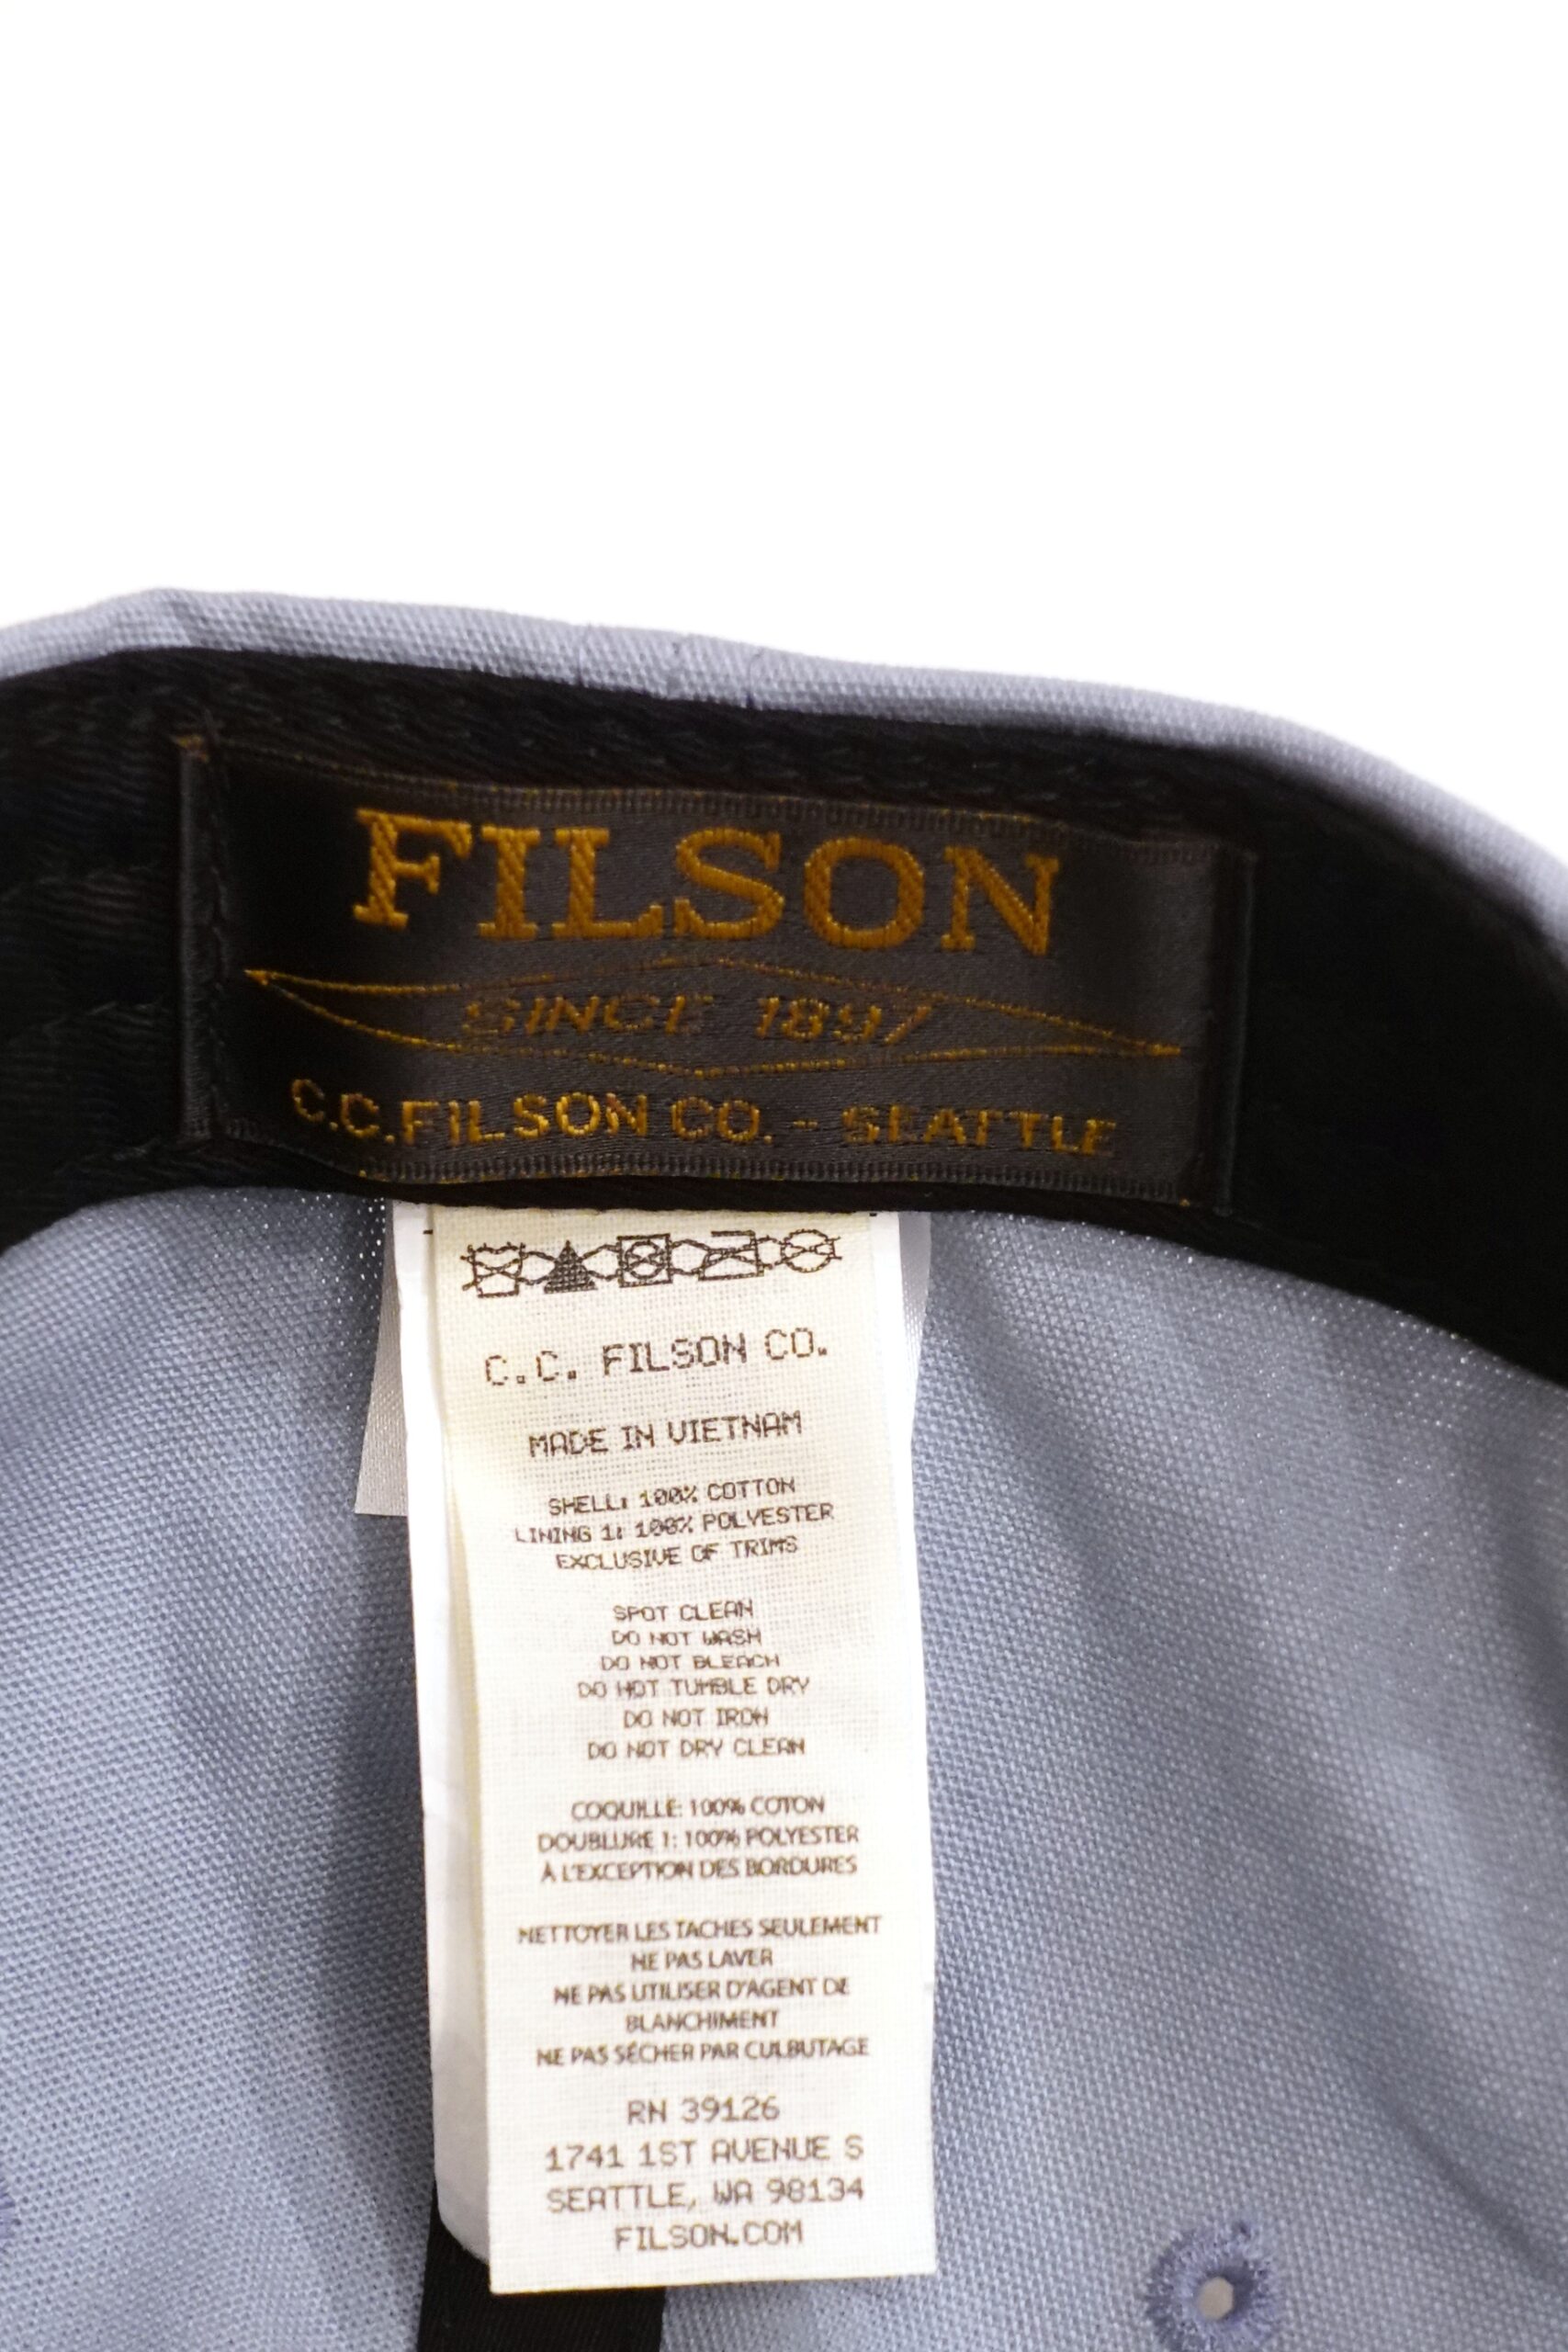 FILSON
SINCE 1897
C.C.FILSON CO. - SEATTLE
C.C. FILSON CO.
MADE IN VIETNAM
SHELL: 100% COTTON
LINING 1: 100% POLYESTER
EXCLUSIVE OF TRIMS
SPOT CLEAN
DO NOT WASH
DO NOT BLEACH
DO NOT TUMBLE DRY
DO NOT IRON
DO NOT DRY CLEAN
COQUILLE: 100% COTON
DOUBLURE 1: 100% POLYESTER
À L'EXCEPTION DES BORDURES
NETTOYER LES TACHES SEULEMENT
NE PAS LAVER
NE PAS UTILISER D'AGENT DE
BLANCHIMENT
NE PAS SÉCHER PAR CULBUTAGE
RN 39126
1741 1ST AVENUE S
SEATTLE, WA 98134
FILSON.COM